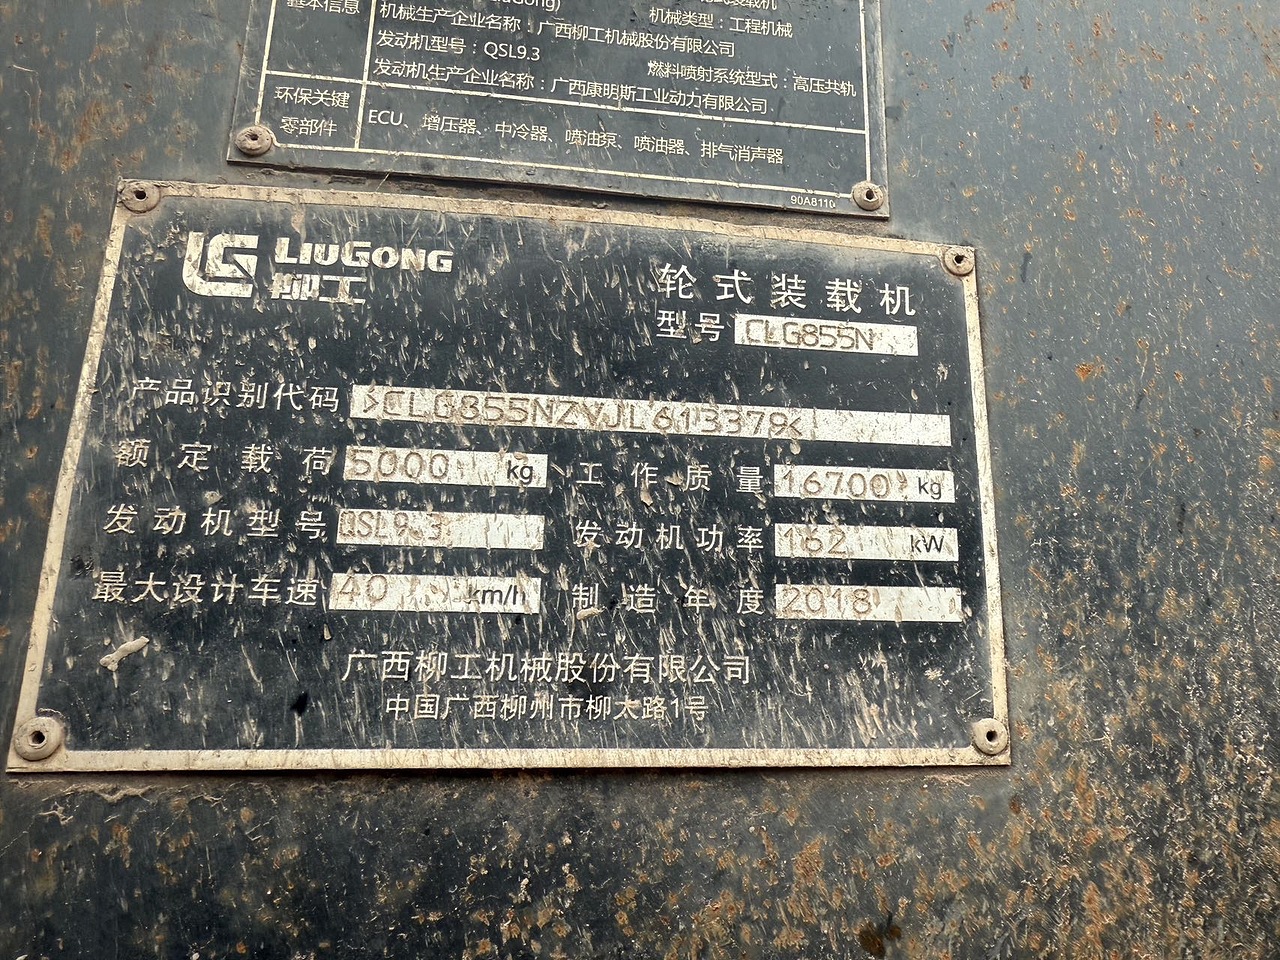 基本信息
机械生产企业名称：广西柳工机械股份有限公司
机械类型：工程机械
发动机型号：QSL9.3
燃料喷射系统型式：高压共轨
发动机生产企业名称：广西康明斯工业动力有限公司
环保关键零部件
ECU、增压器、中冷器、喷油泵、喷油器、排气消声器
90A8110
LIUGONG
柳工
轮式装载机
型号 CLG855N
产品识别代码 >CLG855NZVJL613379<
额定载荷 5000 kg 工作质量 16700 kg
发动机型号 QSL9.3 发动机功率 162 kW
最大设计车速 40 km/h 制造年度 2018
广西柳工机械股份有限公司
中国广西柳州市柳太路1号